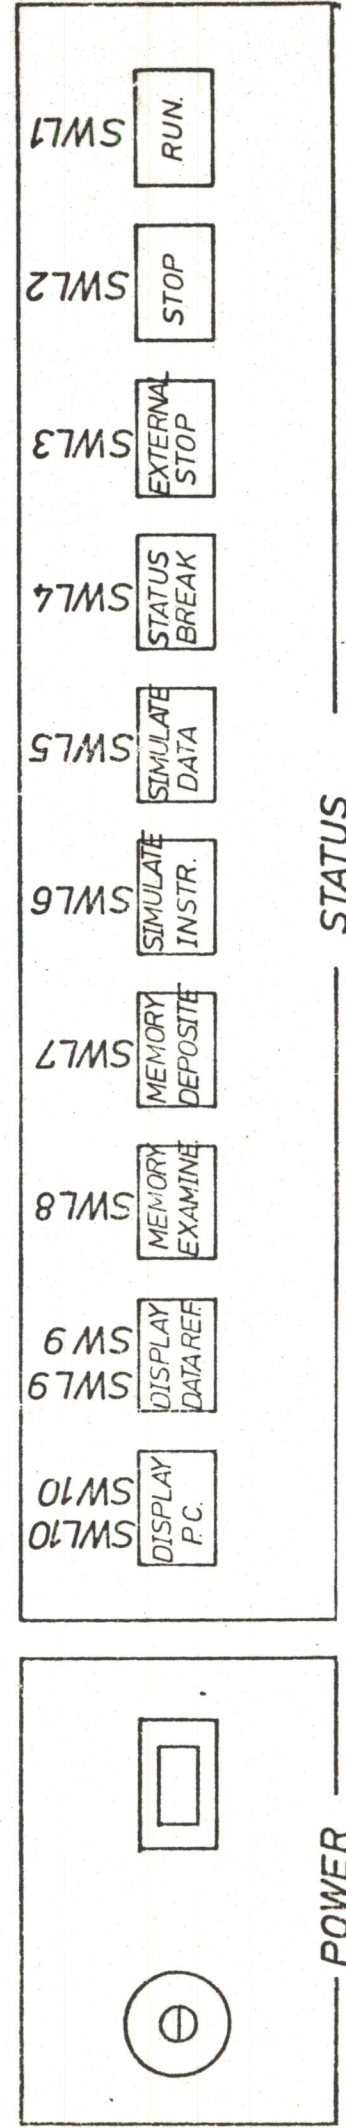 SWL1
RUN.
SWL2
STOP
SWL3
EXTERNAL
STOP
SWL4
STATUS
BREAK
SWL5
SIMULATE
DATA
SWL6
SIMULATE
INSTR.
SWL7
MEMORY
DEPOSITE
SWL8
MEMORY
EXAMINE.
SW 9
SWL9
DISPLAY
DATA REF.
SW10
SWL10
DISPLAY
P.C.
STATUS
POWER